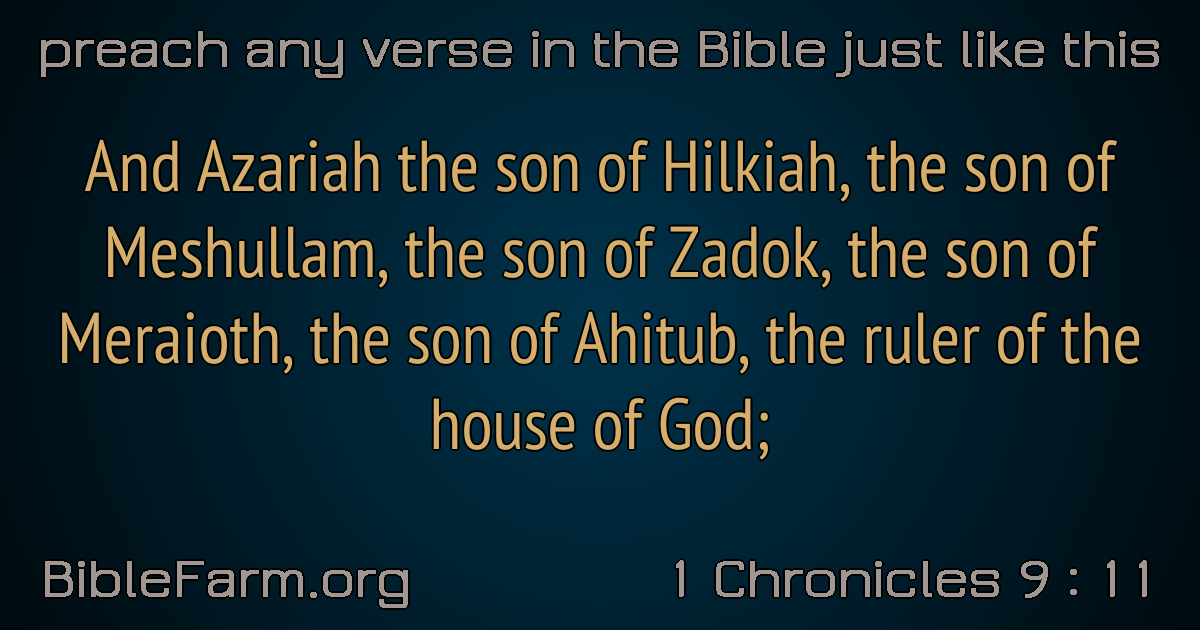 preach any verse in the Bible just like this
And Azariah the son of Hilkiah, the son of
Meshullam, the son of Zadok, the son of
Meraioth, the son of Ahitub, the ruler of the
house of God;
BibleFarm.org
1 Chronicles 9 : 11